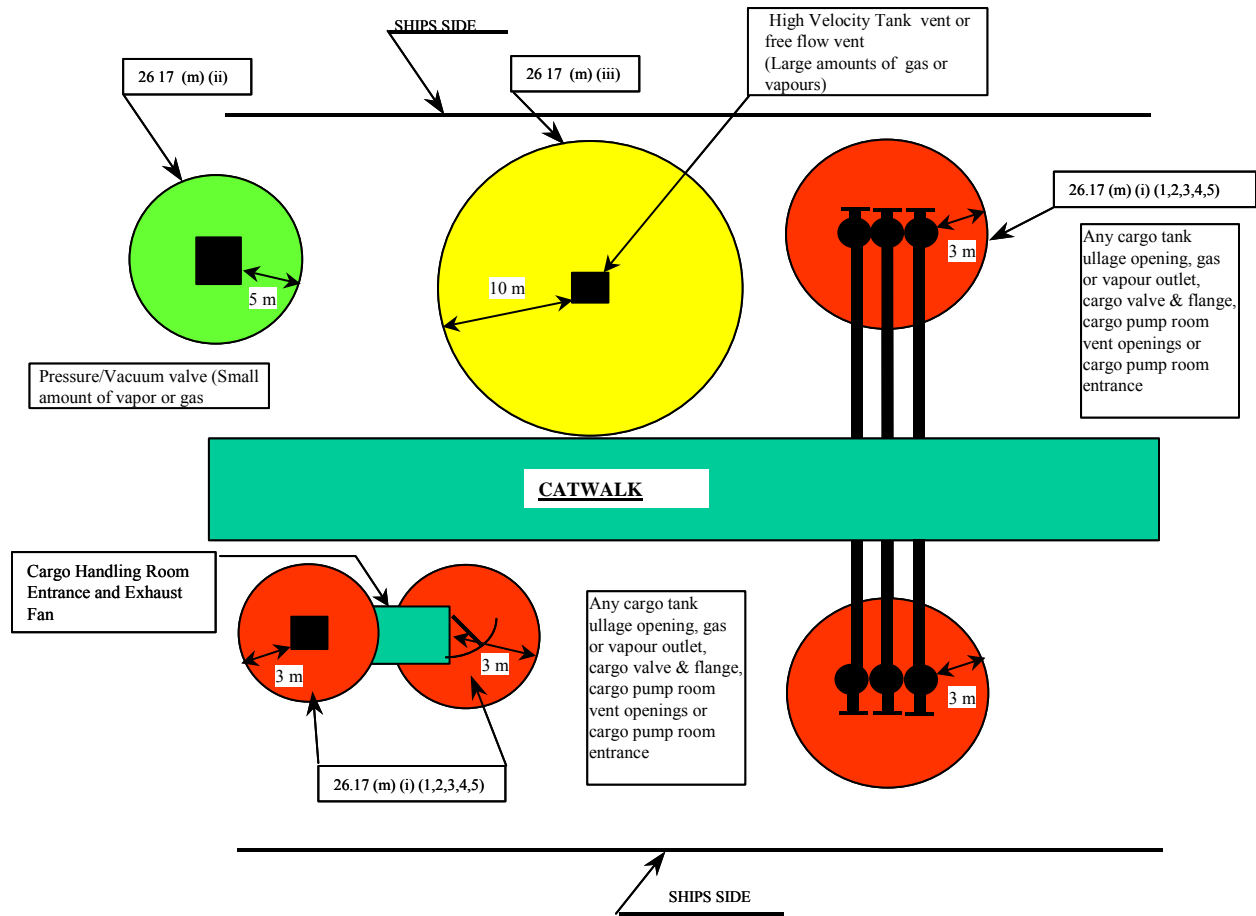 SHIPS SIDE
High Velocity Tank vent or
free flow vent
(Large amounts of gas or
vapours)
26 17 (m) (ii)
26 17 (m) (iii)
26.17 (m) (i) (1,2,3,4,5)
Any cargo tank
ullage opening, gas
or vapour outlet,
cargo valve & flange,
cargo pump room
vent openings or
cargo pump room
entrance
3 m
10 m
5 m
Pressure/Vacuum valve (Small
amount of vapor or gas
CATWALK
Cargo Handling Room
Entrance and Exhaust
Fan
3 m
3 m
Any cargo tank
ullage opening, gas
or vapour outlet,
cargo valve & flange,
cargo pump room
vent openings or
cargo pump room
entrance
3 m
26.17 (m) (i) (1,2,3,4,5)
SHIPS SIDE